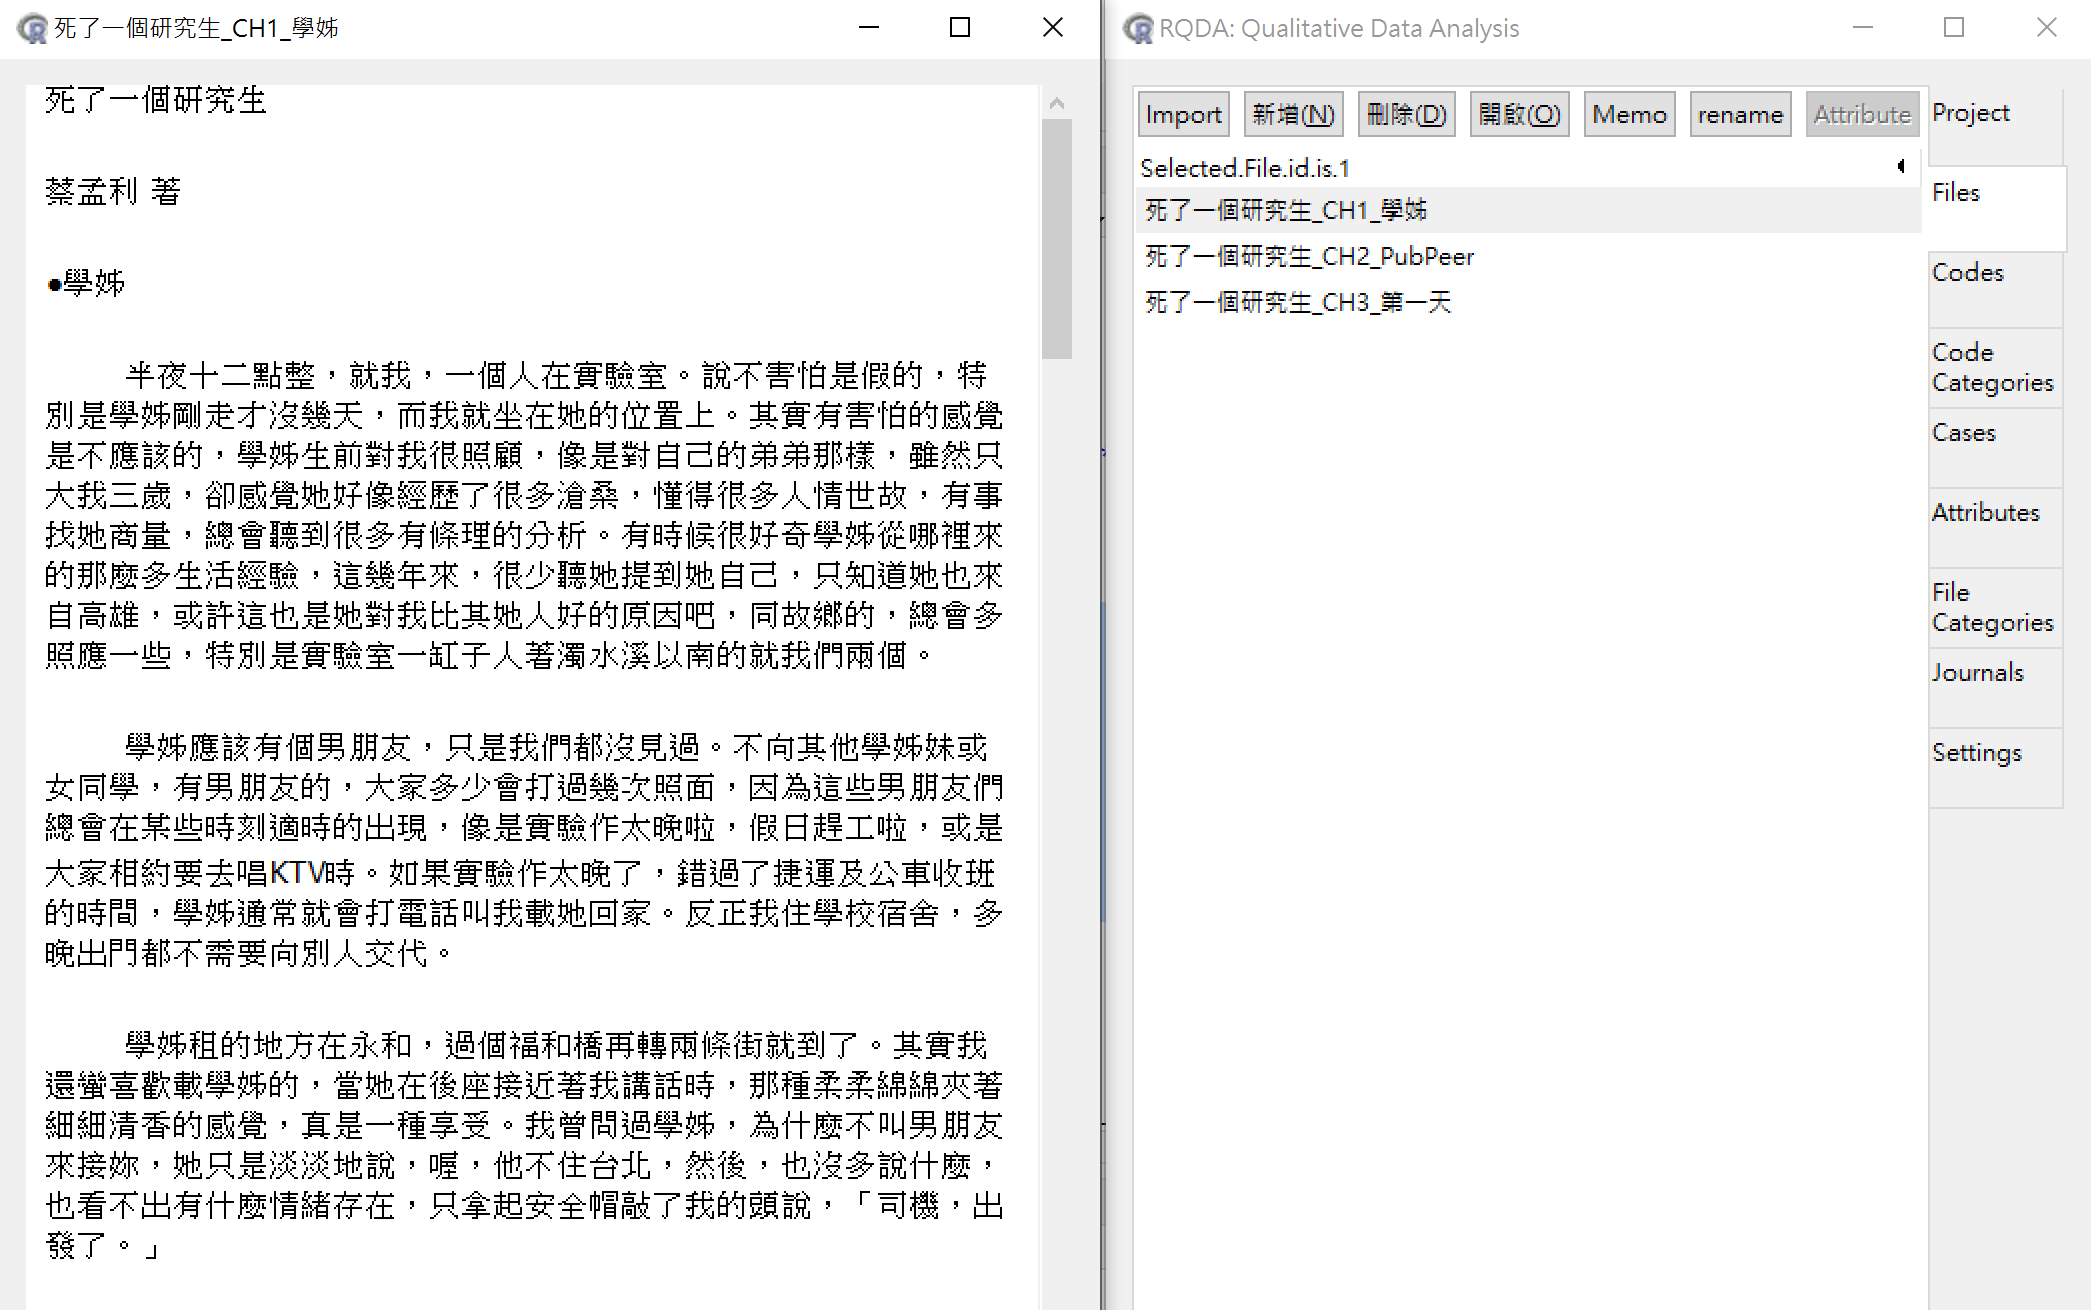 死了一個研究生_CH1_學姊
死了一個研究生
蔡孟利 著
●學姊
半夜十二點整，就我，一個人在實驗室。說不害怕是假的，特
別是學姊剛走才沒幾天，而我就坐在她的位置上。其實有害怕的感覺
是不應該的，學姊生前對我很照顧，像是對自己的弟弟那樣，雖然只
大我三歲，卻感覺她好像經歷了很多滄桑，懂得很多人情世故，有事
找她商量，總會聽到很多有條理的分析。有時候很好奇學姊從哪裡來
的那麼多生活經驗，這幾年來，很少聽她提到她自己，只知道她也來
自高雄，或許這也是她對我比其她人好的原因吧，同故鄉的，總會多
照應一些，特別是實驗室一缸子人著濁水溪以南的就我們兩個。
學姊應該有個男朋友，只是我們都沒見過。不向其他學姊妹或
女同學，有男朋友的，大家多少會打過幾次照面，因為這些男朋友們
總會在某些時刻適時的出現，像是實驗作太晚啦，假日趕工啦，或是
大家相約要去唱KTV時。如果實驗作太晚了，錯過了捷運及公車收班
的時間，學姊通常就會打電話叫我載她回家。反正我住學校宿舍，多
晚出門都不需要向別人交代。
學姊租的地方在永和，過個福和橋再轉兩條街就到了。其實我
還蠻喜歡載學姊的，當她在後座接近著我講話時，那種柔柔綿綿夾著
細細清香的感覺，真是一種享受。我曾問過學姊，為什麼不叫男朋友
來接妳，她只是淡淡地說，喔，他不住台北，然後，也沒多說什麼，
也看不出有什麼情緒存在，只拿起安全帽敲了我的頭說，「司機，出
發了。」
RQDA: Qualitative Data Analysis
Import 新增(N) 刪除(D) 開啟(O) Memo rename Attribute
Selected.File.id.is.1
死了一個研究生_CH1_學姊
死了一個研究生_CH2_PubPeer
死了一個研究生_CH3_第一天
Project
Files
Codes
Code
Categories
Cases
Attributes
File
Categories
Journals
Settings